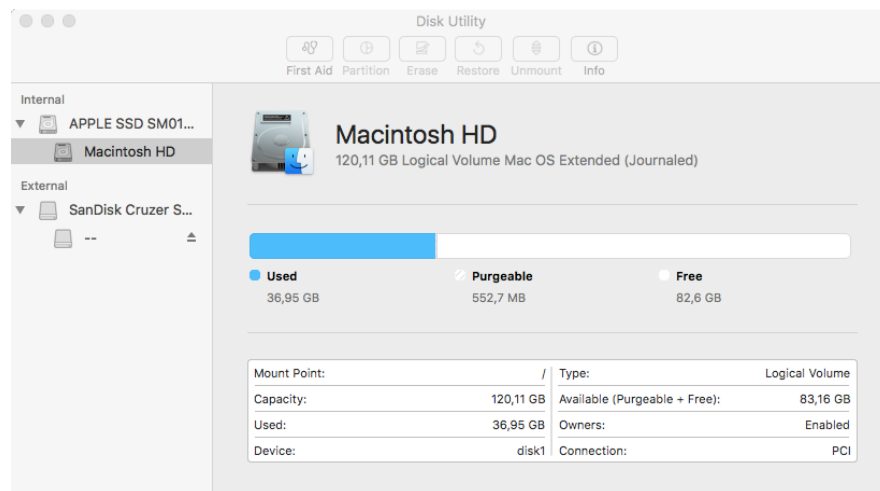 Disk Utility
First Aid Partition Erase Restore Unmount Info
Internal
APPLE SSD SM01...
Macintosh HD
External
SanDisk Cruzer S...
--
Macintosh HD
120,11 GB Logical Volume Mac OS Extended (Journaled)
Used Purgeable Free
36,95 GB 552,7 MB 82,6 GB
Mount Point: / Type: Logical Volume
Capacity: 120,11 GB Available (Purgeable + Free): 83,16 GB
Used: 36,95 GB Owners: Enabled
Device: disk1 Connection: PCI